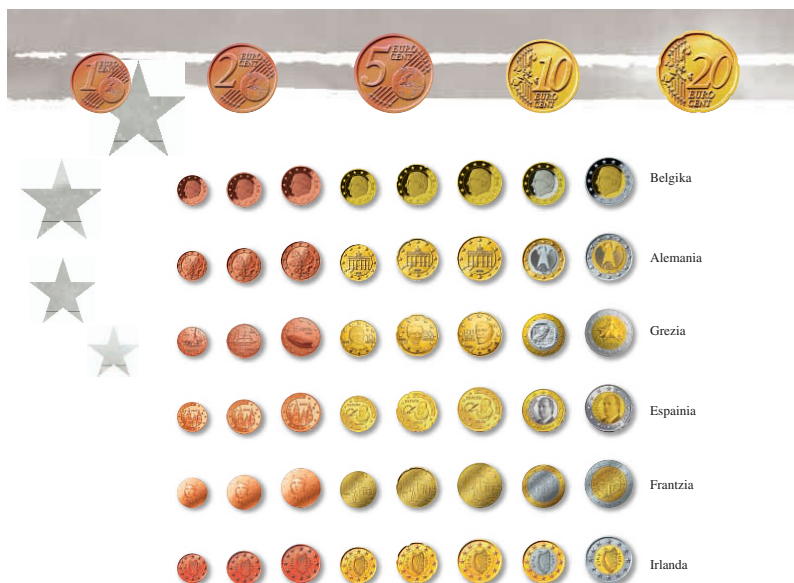 1 EURO CENT
2 EURO CENT
5 EURO CENT
10 EURO CENT
20 EURO CENT
Belgika
Alemania
Grezia
Espainia
Frantzia
Irlanda